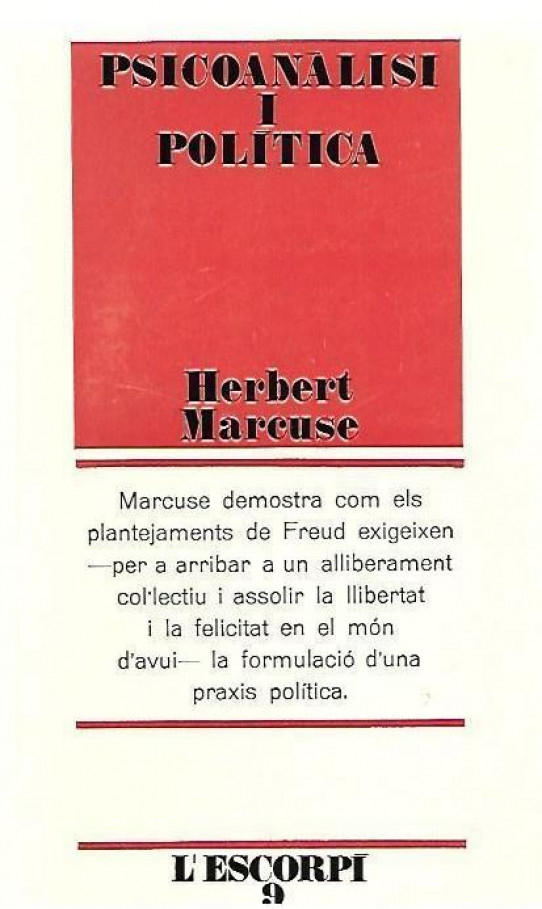 PSICOANÀLISI
I
POLÍTICA
Herbert
Marcuse
Marcuse demostra com els
plantejaments de Freud exigeixen
—per a arribar a un alliberament
col·lectiu i assolir la llibertat
i la felicitat en el món
d'avui— la formulació d'una
praxis política.
L'ESCORPÍ
9